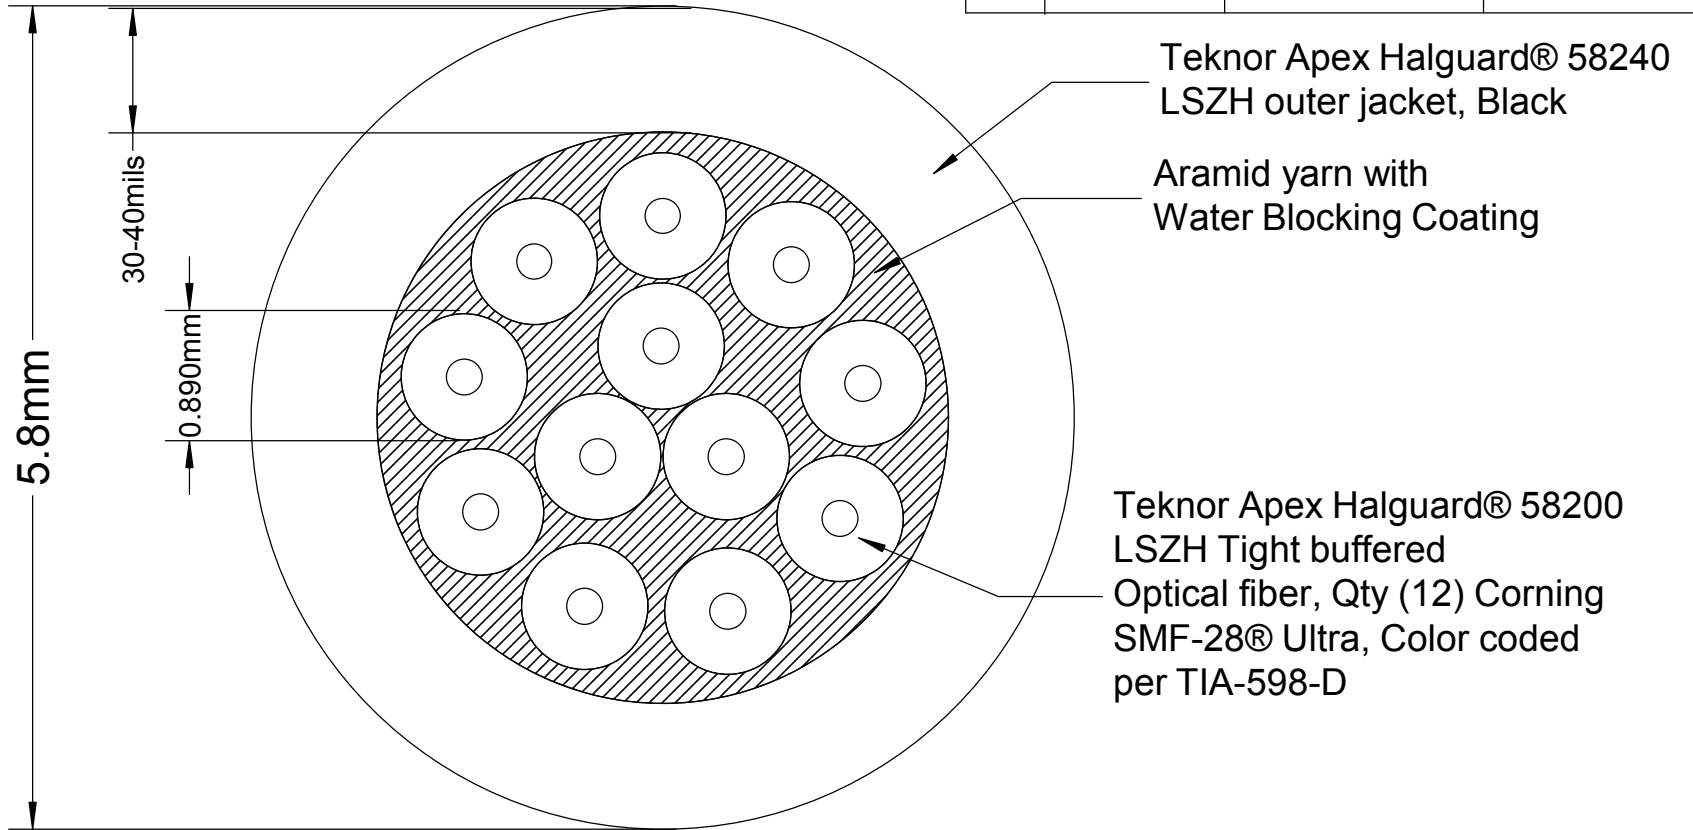 Teknor Apex Halguard® 58240
LSZH outer jacket, Black
Aramid yarn with
Water Blocking Coating
30-40mils
0.890mm
5.8mm
Teknor Apex Halguard® 58200
LSZH Tight buffered
Optical fiber, Qty (12) Corning
SMF-28® Ultra, Color coded
per TIA-598-D